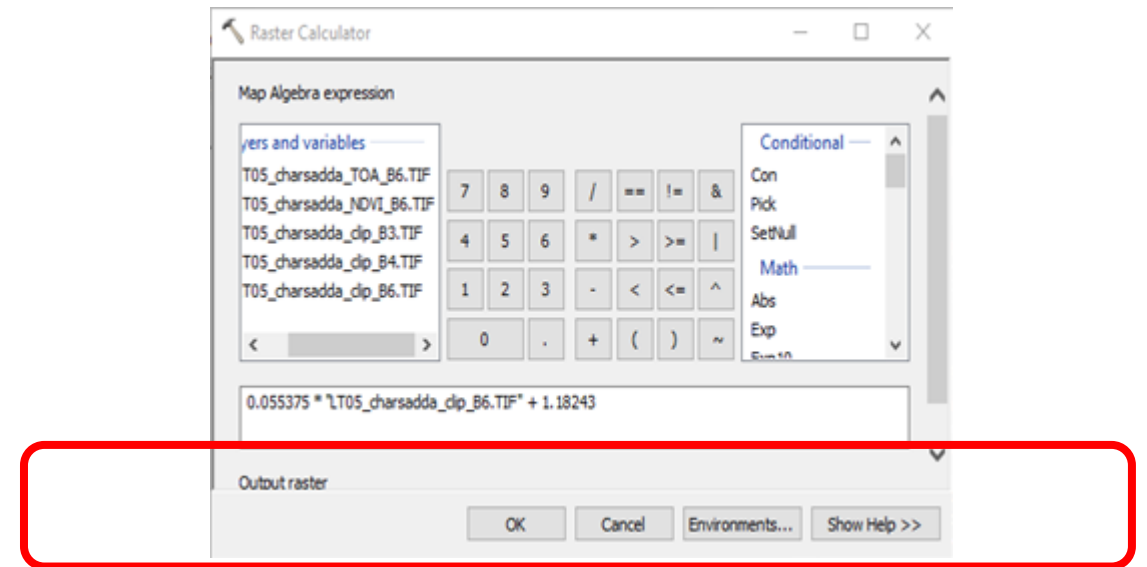 Raster Calculator
Map Algebra expression
yers and variables
T05_charsadda_TOA_B6.TIF
T05_charsadda_NDVI_B6.TIF
T05_charsadda_clip_B3.TIF
T05_charsadda_clip_B4.TIF
T05_charsadda_clip_B6.TIF
7 8 9 / == != &
4 5 6 * > >= |
1 2 3 - < <= ^
0 . + ( ) ~
Conditional
Con
Pick
SetNull
Math
Abs
Exp
Exp10
0.055375 * "LT05_charsadda_clip_B6.TIF" + 1.18243
Output raster
OK Cancel Environments... Show Help >>